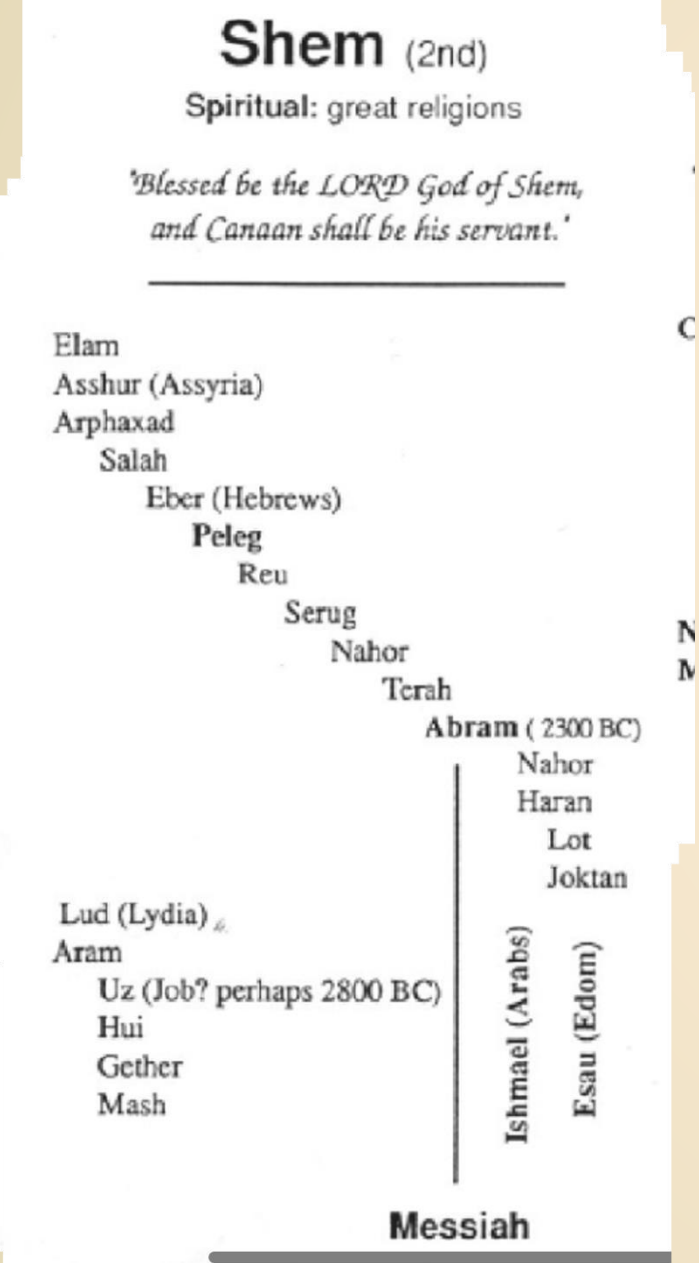 Shem (2nd)
Spiritual: great religions
'Blessed be the LORD God of Shem,
and Canaan shall be his servant.'
Elam
Asshur (Assyria)
Arphaxad
Salah
Eber (Hebrews)
Peleg
Reu
Serug
Nahor
Terah
Abram ( 2300 BC)
Nahor
Haran
Lot
Joktan
Lud (Lydia)
Aram
Uz (Job? perhaps 2800 BC)
Hui
Gether
Mash
Ishmael (Arabs)
Esau (Edom)
Messiah